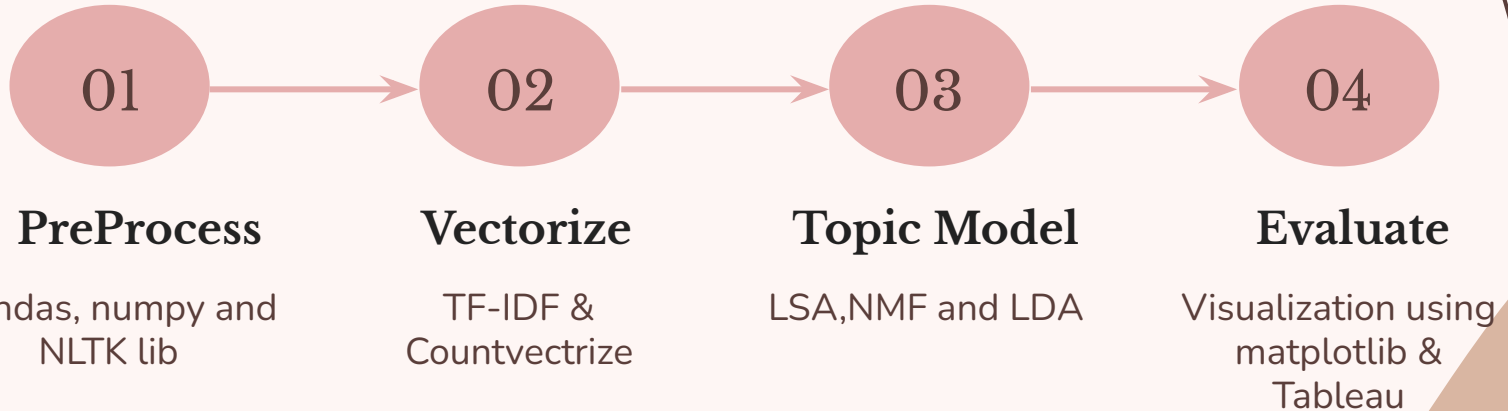 01
02
03
04
PreProcess
ndas, numpy and
NLTK lib
Vectorize
TF-IDF &
Countvectrize
Topic Model
LSA,NMF and LDA
Evaluate
Visualization using
matplotlib &
Tableau